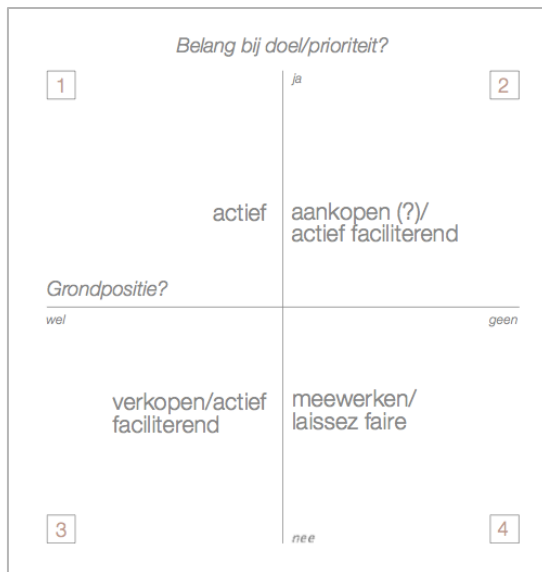 Belang bij doel/prioriteit?
1
ja
2
actief
aankopen (?)/
actief faciliterend
Grondpositie?
wel
geen
verkopen/actief
faciliterend
meewerken/
laissez faire
3
nee
4